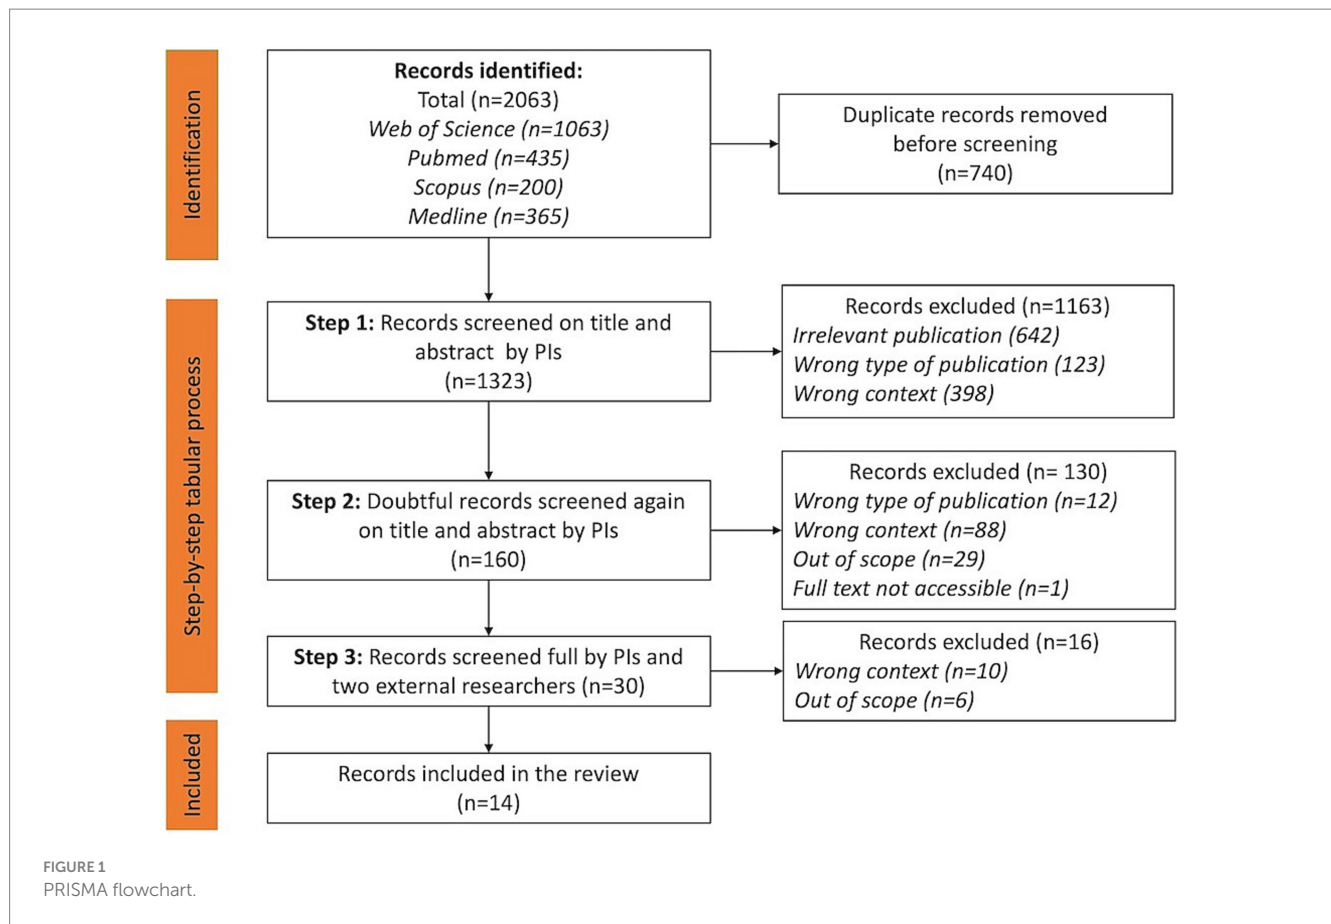 Identification
Records identified:
Total (n=2063)
Web of Science (n=1063)
Pubmed (n=435)
Scopus (n=200)
Medline (n=365)
Duplicate records removed
before screening
(n=740)
Step-by-step tabular process
Step 1: Records screened on title and
abstract by PIs
(n=1323)
Records excluded (n=1163)
Irrelevant publication (642)
Wrong type of publication (123)
Wrong context (398)
Step 2: Doubtful records screened again
on title and abstract by PIs
(n=160)
Records excluded (n= 130)
Wrong type of publication (n=12)
Wrong context (n=88)
Out of scope (n=29)
Full text not accessible (n=1)
Step 3: Records screened full by PIs and
two external researchers (n=30)
Records excluded (n=16)
Wrong context (n=10)
Out of scope (n=6)
Included
Records included in the review
(n=14)
FIGURE 1
PRISMA flowchart.